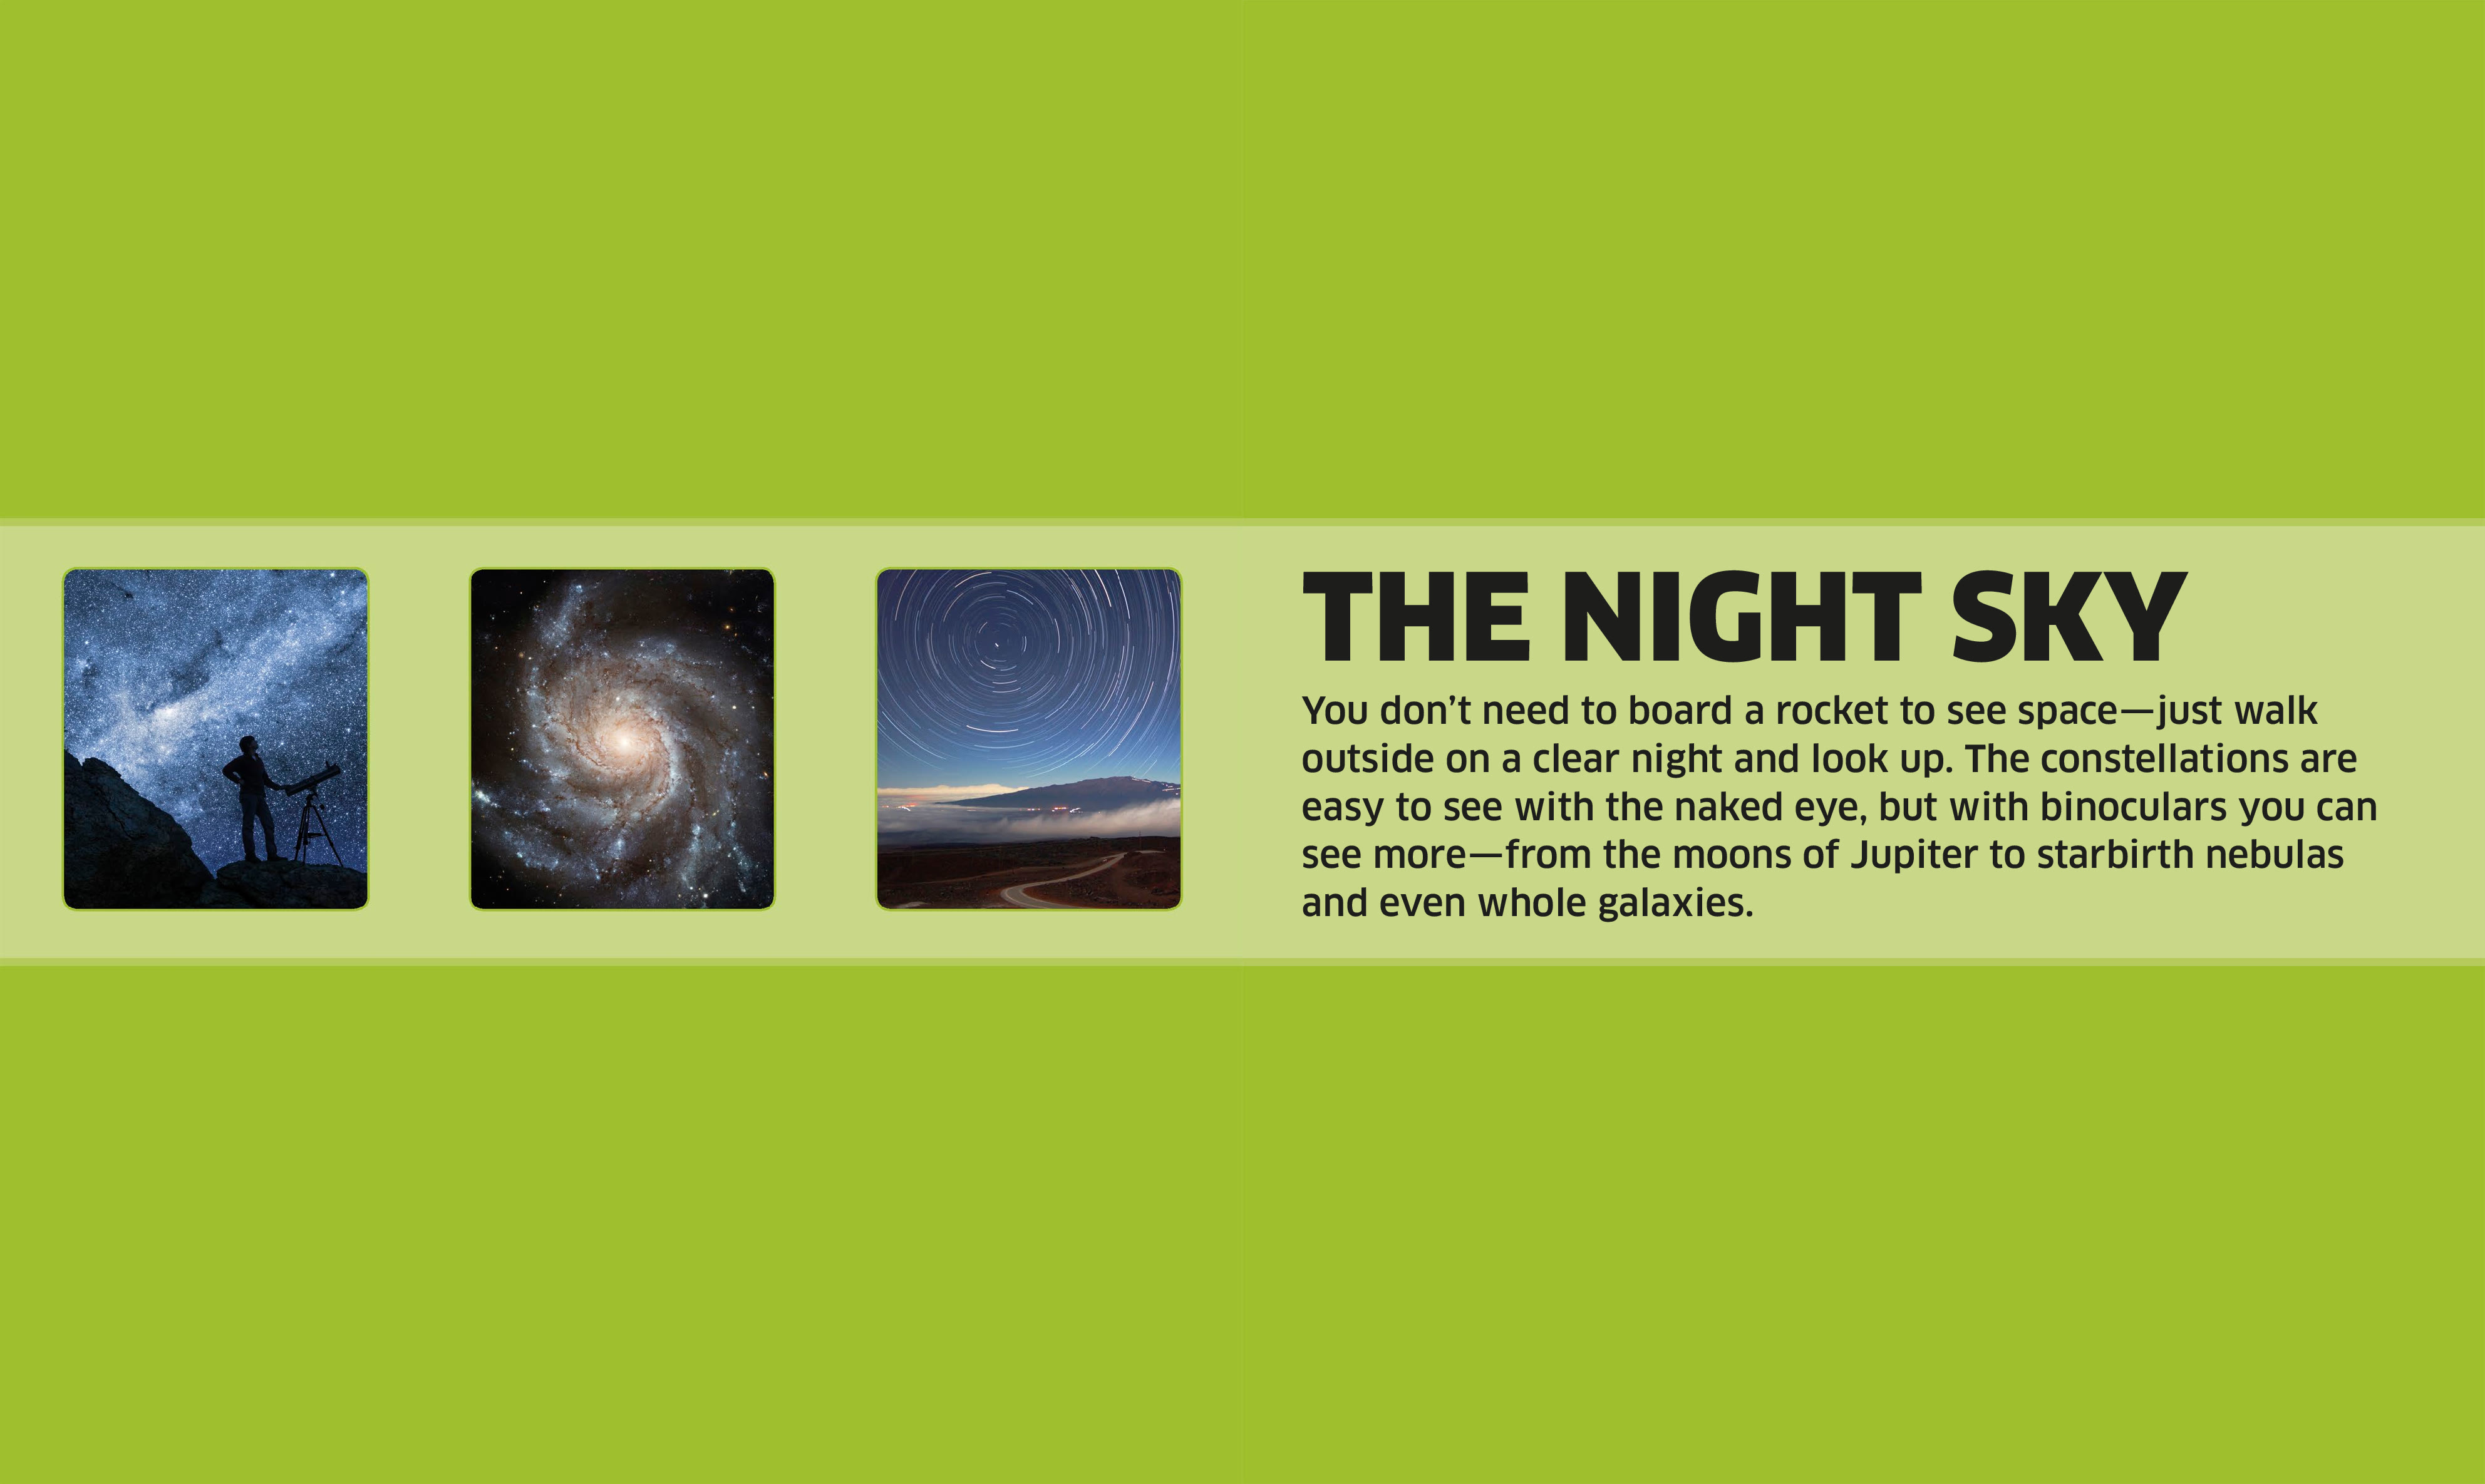 THE NIGHT SKY
You don’t need to board a rocket to see space—just walk
outside on a clear night and look up. The constellations are
easy to see with the naked eye, but with binoculars you can
see more—from the moons of Jupiter to starbirth nebulas
and even whole galaxies.